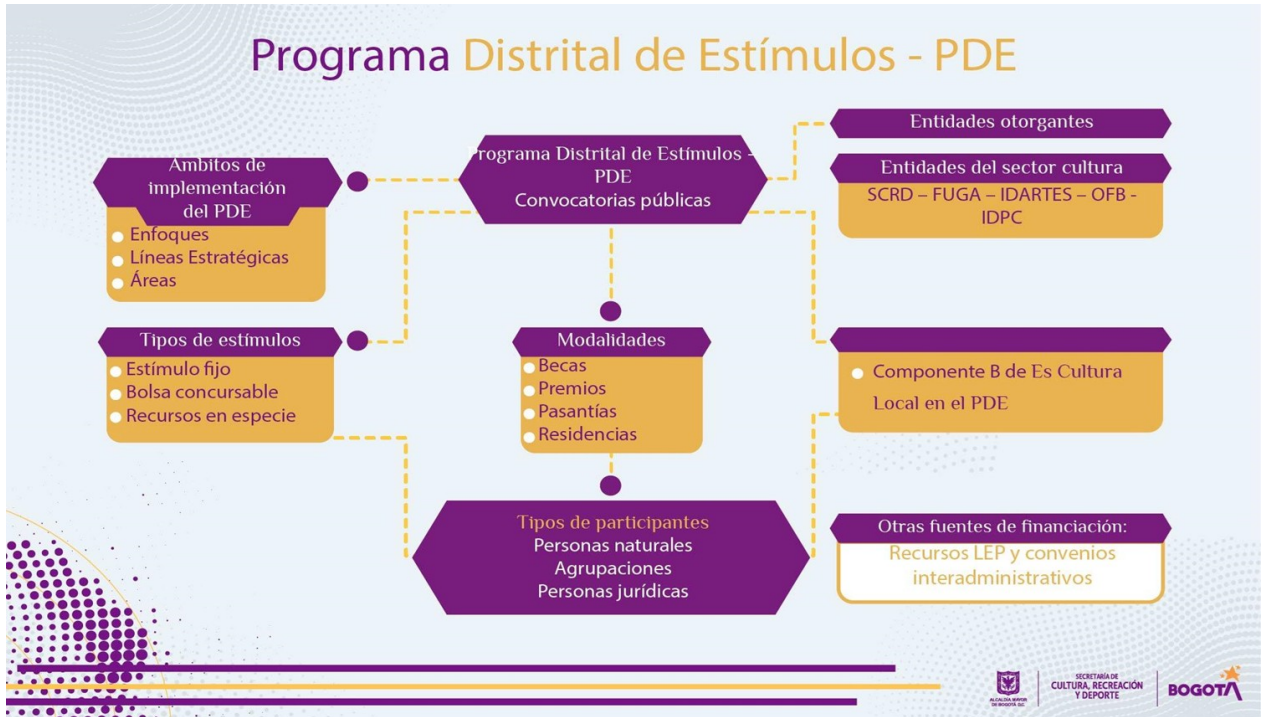 Programa Distrital de Estímulos - PDE
Ámbitos de
implementación
del PDE
Enfoques
Líneas Estratégicas
Áreas
Programa Distrital de Estímulos -
PDE
Convocatorias públicas
Entidades otorgantes
Entidades del sector cultura
SCRD – FUGA – IDARTES – OFB -
IDPC
Tipos de estímulos
Estímulo fijo
Bolsa concursable
Recursos en especie
Modalidades
Becas
Premios
Pasantías
Residencias
Componente B de Es Cultura
Local en el PDE
Tipos de participantes
Personas naturales
Agrupaciones
Personas jurídicas
Otras fuentes de financiación:
Recursos LEP y convenios
interadministrativos
ALCALDÍA MAYOR
DE BOGOTÁ D.C.
SECRETARÍA DE
CULTURA, RECREACIÓN
Y DEPORTE
BOGOTÁ